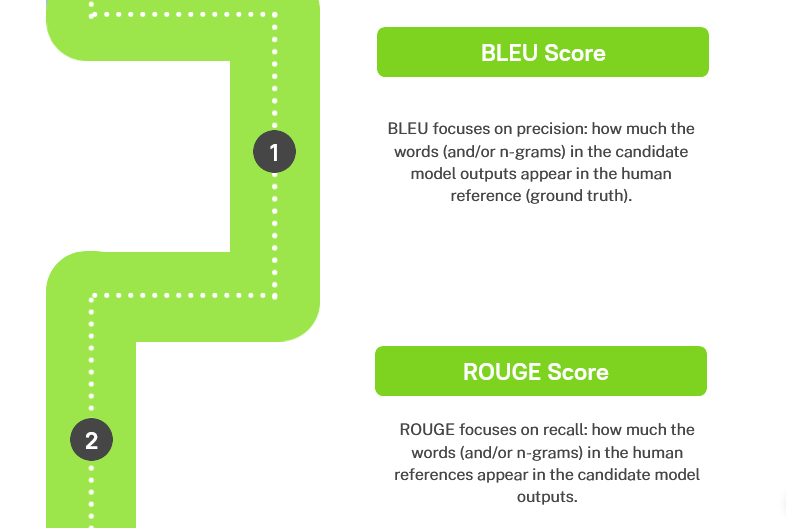 BLEU Score
1
BLEU focuses on precision: how much the
words (and/or n-grams) in the candidate
model outputs appear in the human
reference (ground truth).
ROUGE Score
2
ROUGE focuses on recall: how much the
words (and/or n-grams) in the human
references appear in the candidate model
outputs.